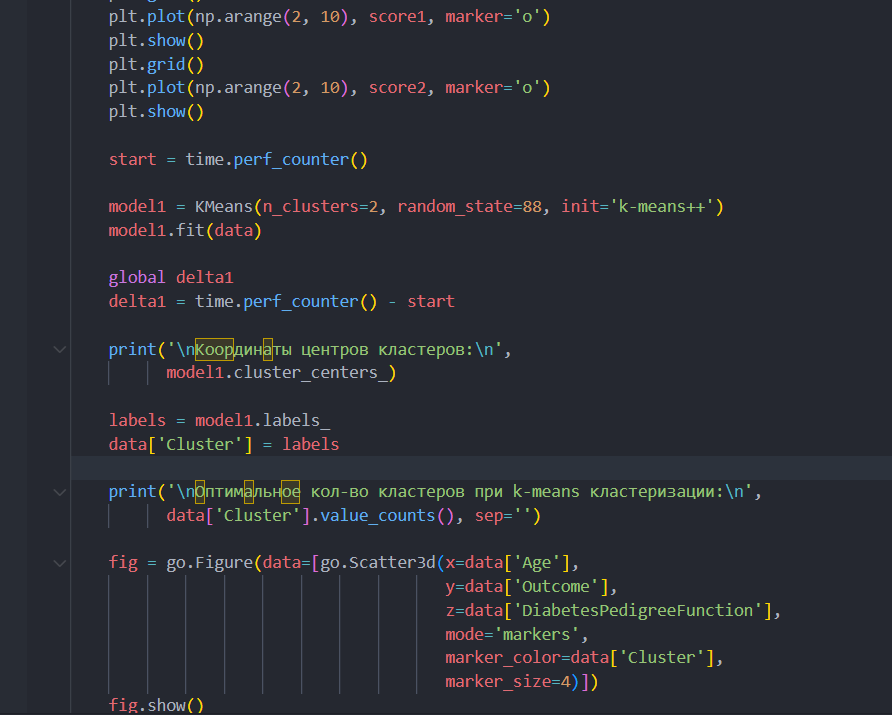 plt.plot(np.arange(2, 10), score1, marker='o')
plt.show()
plt.grid()
plt.plot(np.arange(2, 10), score2, marker='o')
plt.show()
start = time.perf_counter()
model1 = KMeans(n_clusters=2, random_state=88, init='k-means++')
model1.fit(data)
global delta1
delta1 = time.perf_counter() - start
print('\nКоординаты центров кластеров:\n',
model1.cluster_centers_)
labels = model1.labels_
data['Cluster'] = labels
print('\nОптимальное кол-во кластеров при k-means кластеризации:\n',
data['Cluster'].value_counts(), sep='')
fig = go.Figure(data=[go.Scatter3d(x=data['Age'],
y=data['Outcome'],
z=data['DiabetesPedigreeFunction'],
mode='markers',
marker_color=data['Cluster'],
marker_size=4)])
fig.show()